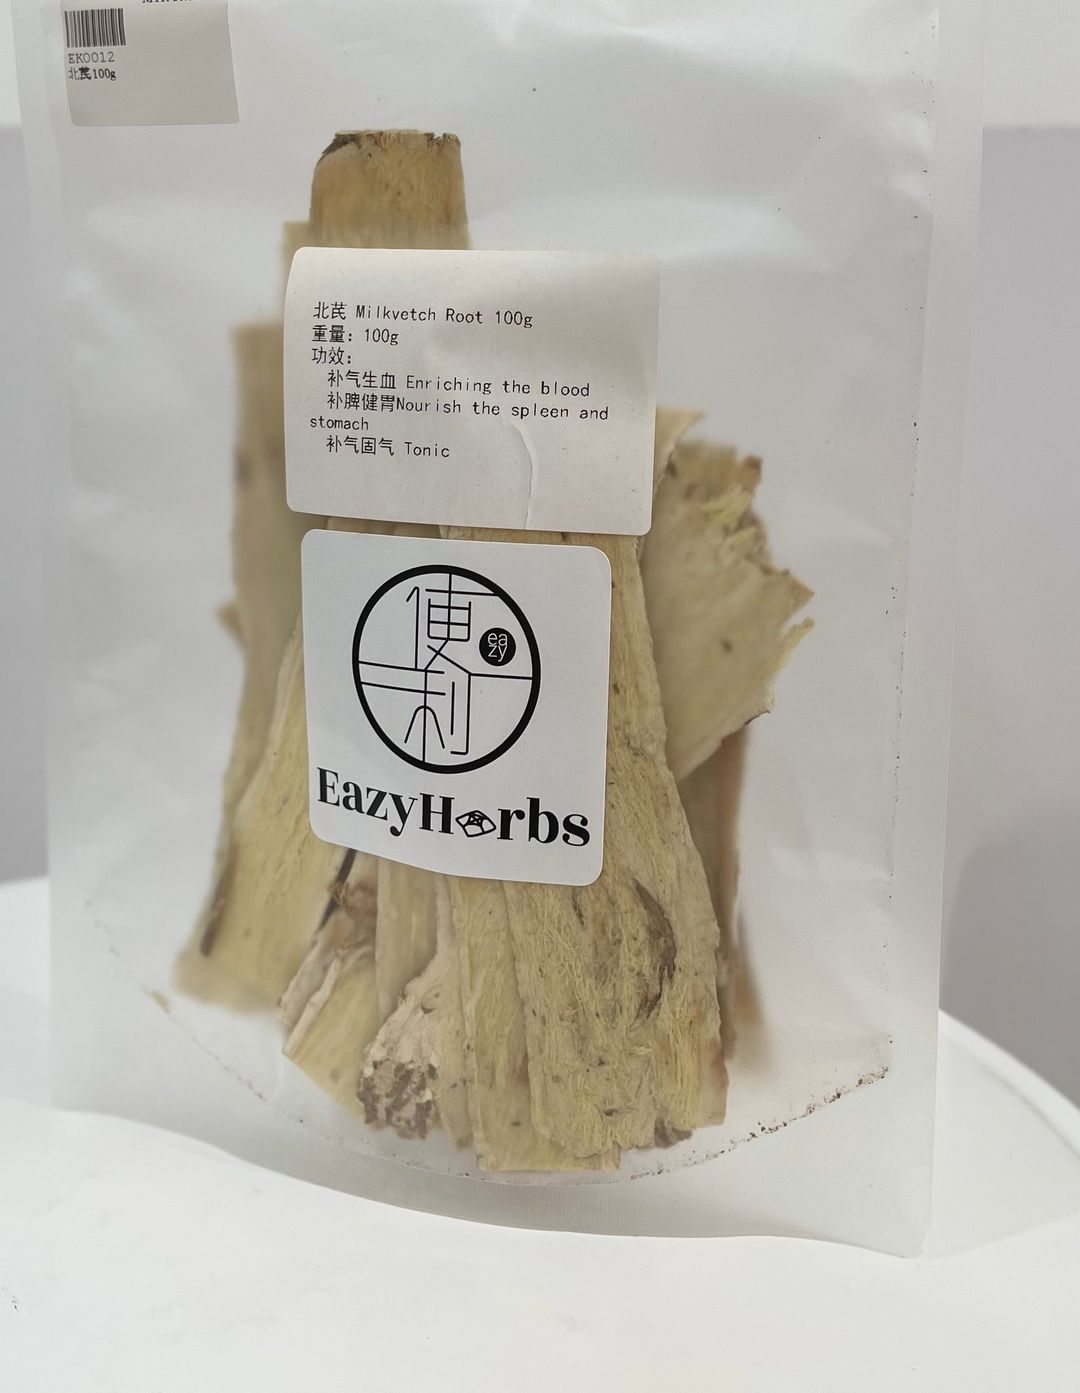 EK0012
北芪100g
北芪 Milkvetch Root 100g
重量：100g
功效：
补气生血 Enriching the blood
补脾健胃Nourish the spleen and
stomach
补气固气 Tonic
便利
eazy
EazyHerbs